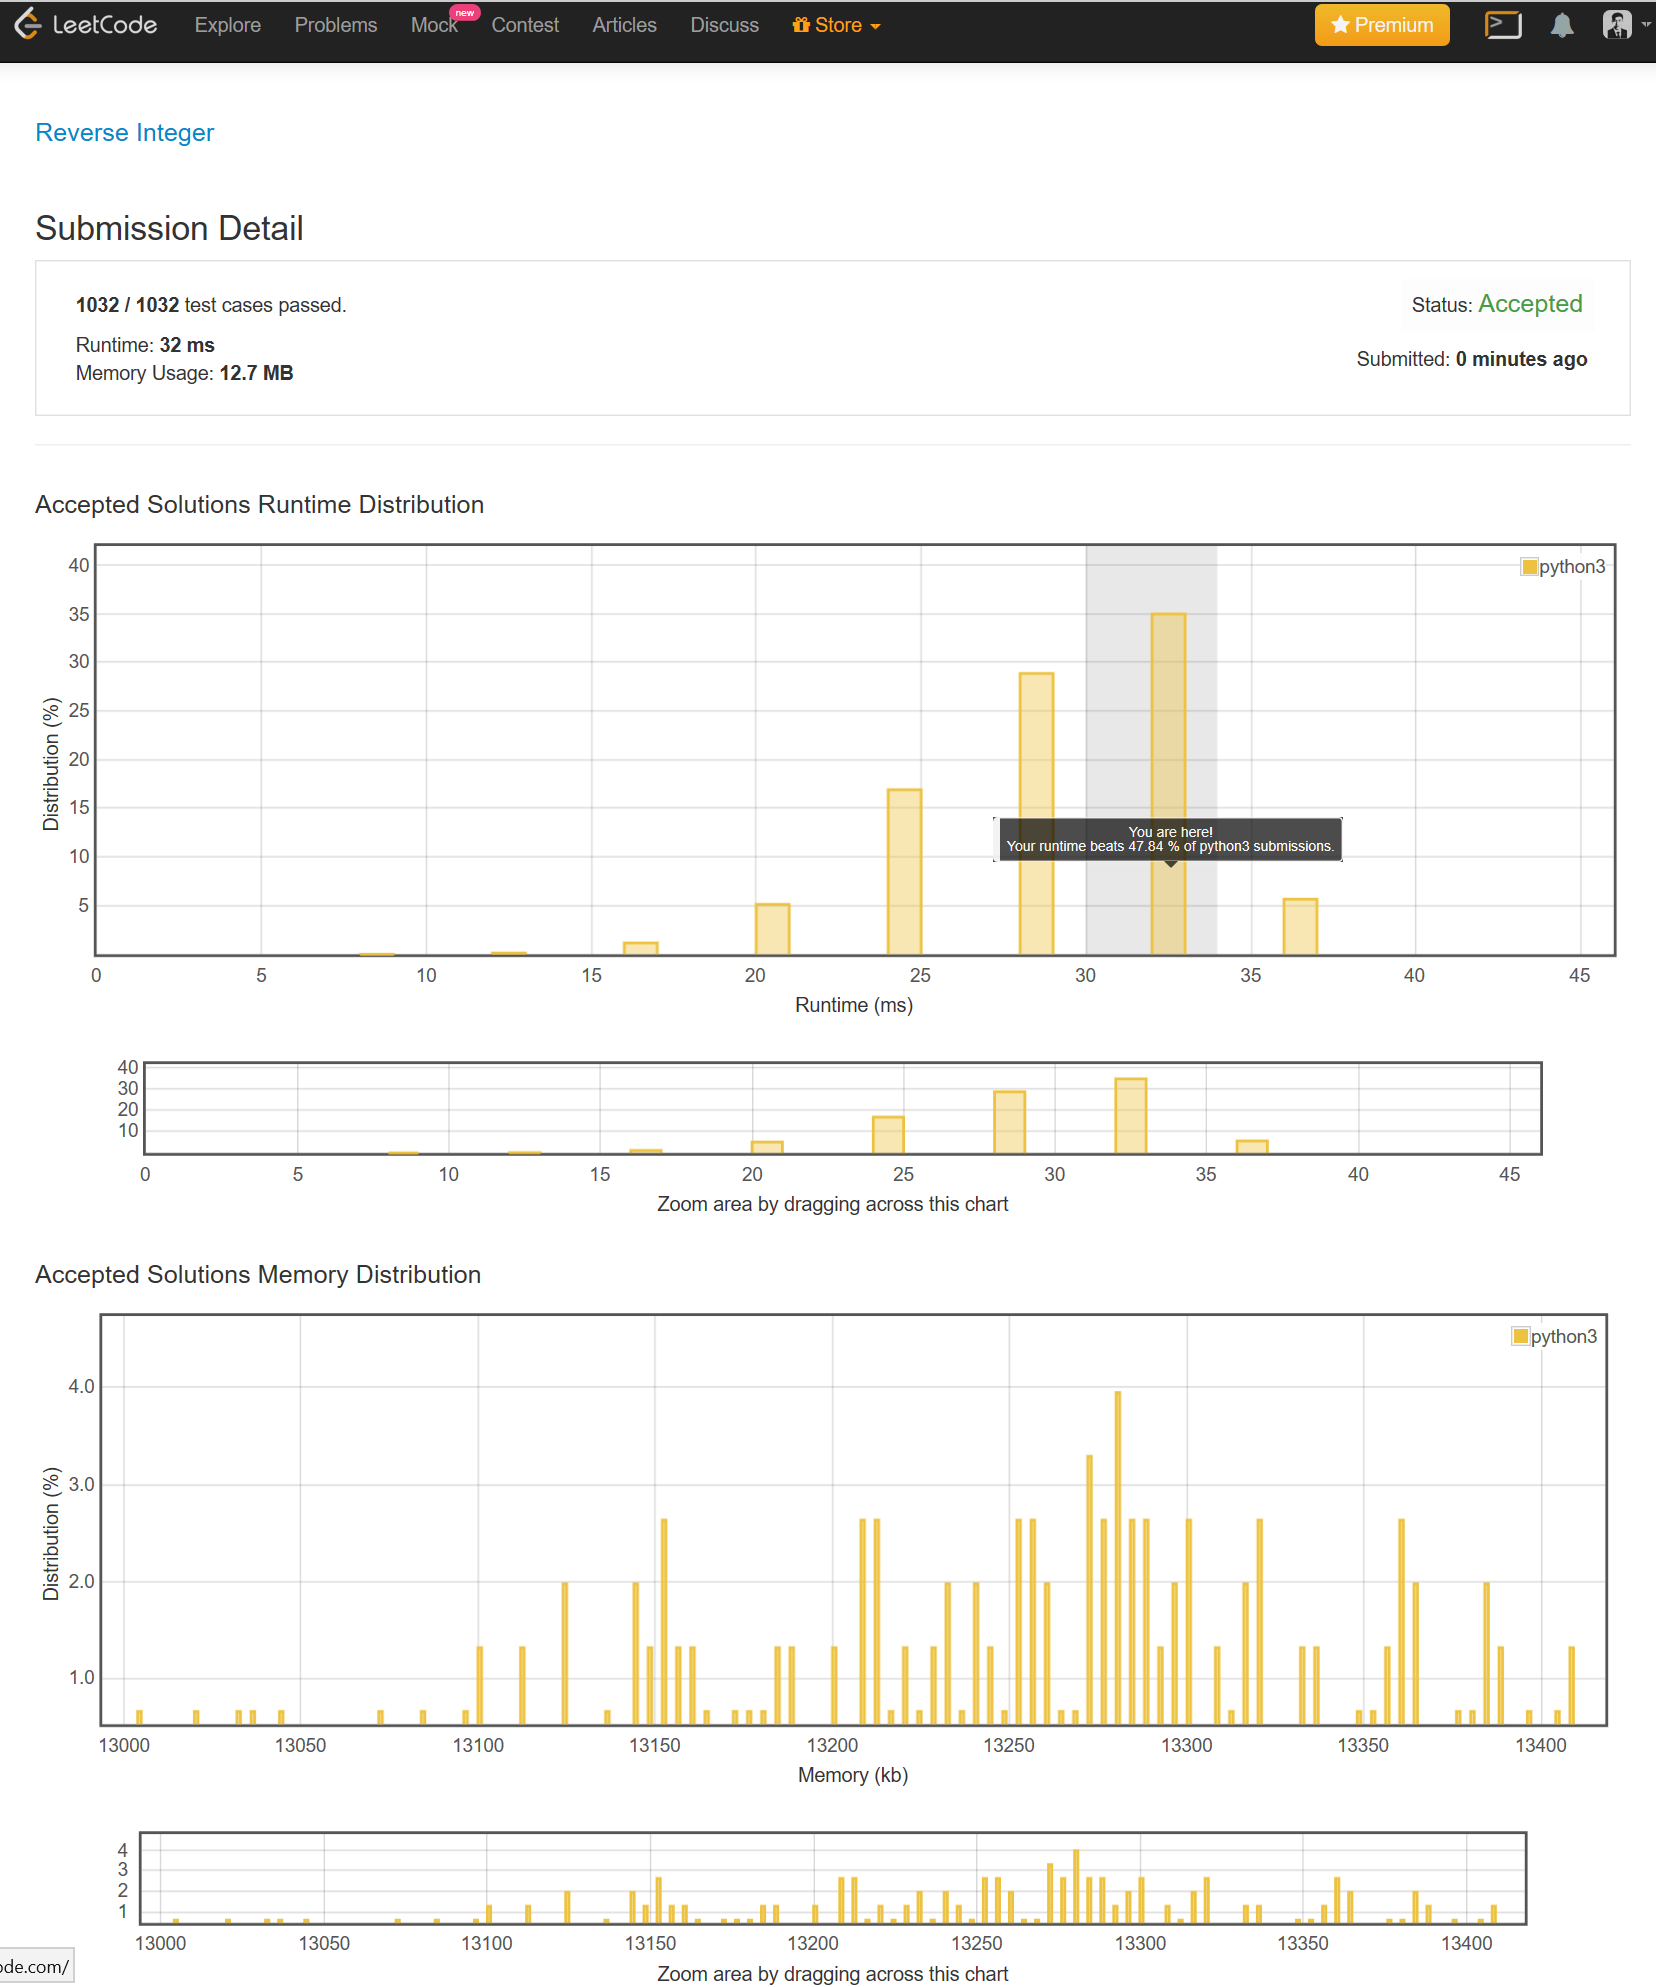 LeetCode Explore Problems Mock new Contest Articles Discuss Store Premium
Reverse Integer
Submission Detail
1032 / 1032 test cases passed.
Status: Accepted
Runtime: 32 ms
Submitted: 0 minutes ago
Memory Usage: 12.7 MB
Accepted Solutions Runtime Distribution
python3
Distribution (%)
40
35
30
25
20
15
10
5
You are here!
Your runtime beats 47.84 % of python3 submissions.
0 5 10 15 20 25 30 35 40 45
Runtime (ms)
40
30
20
10
0 5 10 15 20 25 30 35 40 45
Zoom area by dragging across this chart
Accepted Solutions Memory Distribution
python3
Distribution (%)
4.0
3.0
2.0
1.0
13000 13050 13100 13150 13200 13250 13300 13350 13400
Memory (kb)
4
3
2
1
13000 13050 13100 13150 13200 13250 13300 13350 13400
ode.com/
Zoom area by dragging across this chart